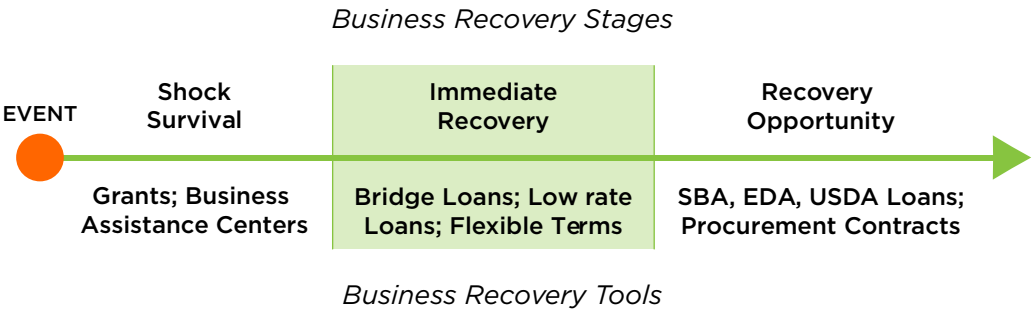 Business Recovery Stages
EVENT
Shock
Survival
Immediate
Recovery
Recovery
Opportunity
Grants; Business
Assistance Centers
Bridge Loans; Low rate
Loans; Flexible Terms
SBA, EDA, USDA Loans;
Procurement Contracts
Business Recovery Tools